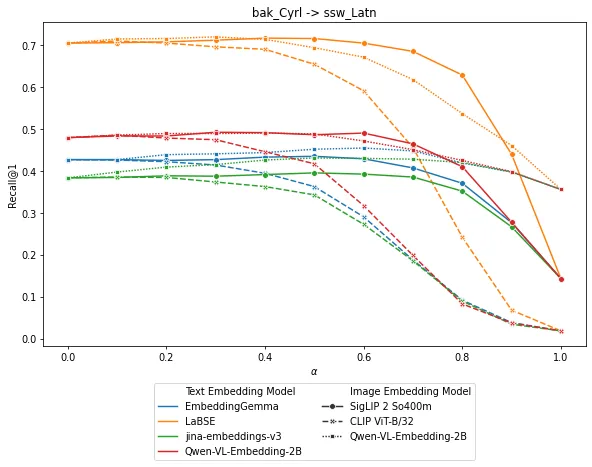 bak_Cyrl -> ssw_Latn
Recall@1
0.7
0.6
0.5
0.4
0.3
0.2
0.1
0.0
0.0 0.2 0.4 0.6 0.8 1.0
α
Text Embedding Model Image Embedding Model
EmbeddingGemma SigLIP 2 So400m
LaBSE CLIP ViT-B/32
jina-embeddings-v3 Qwen-VL-Embedding-2B
Qwen-VL-Embedding-2B